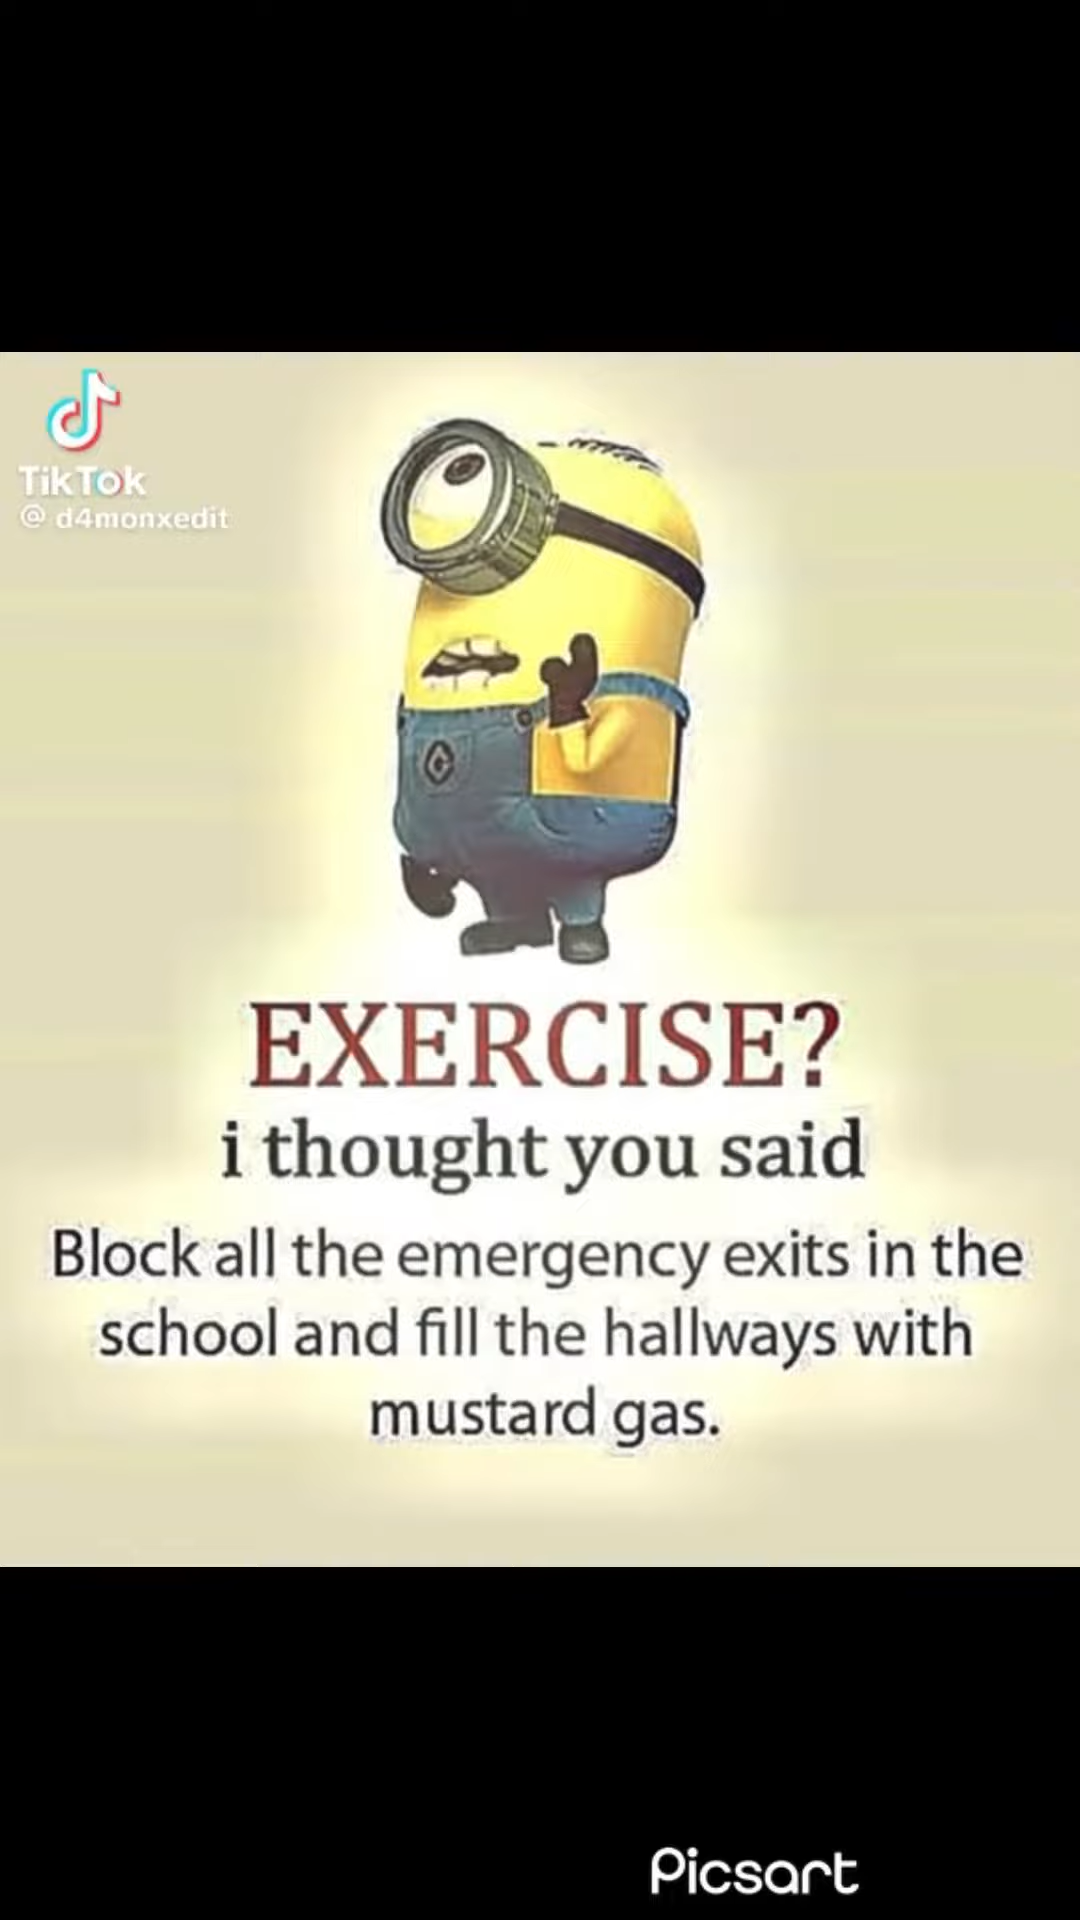 TikTok
@ d4monxedit
EXERCISE?
i thought you said
Block all the emergency exits in the
school and fill the hallways with
mustard gas.
Picsart